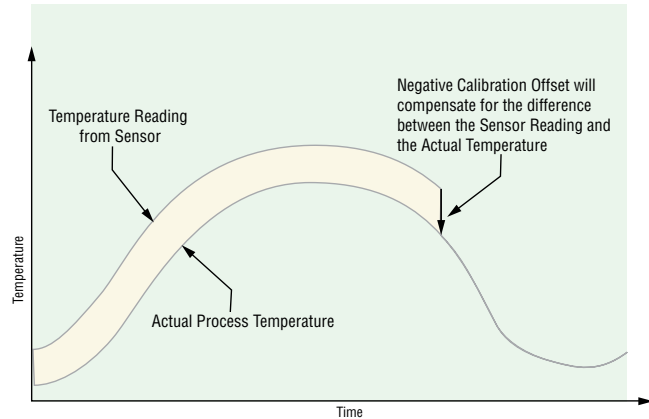 Negative Calibration Offset will
compensate for the difference
between the Sensor Reading and
the Actual Temperature
Temperature Reading
from Sensor
Temperature
Actual Process Temperature
Time